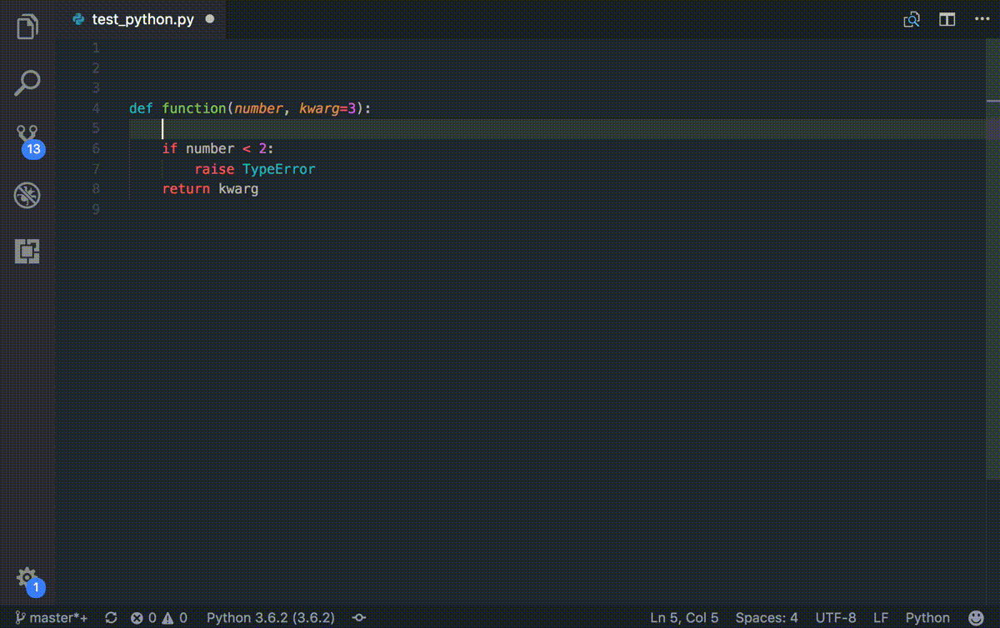 test_python.py
1
2
3
4 def function(number, kwarg=3):
5
6 if number < 2:
7 raise TypeError
8 return kwarg
9
13
1
master*+ 0 0 Python 3.6.2 (3.6.2) Ln 5, Col 5 Spaces: 4 UTF-8 LF Python